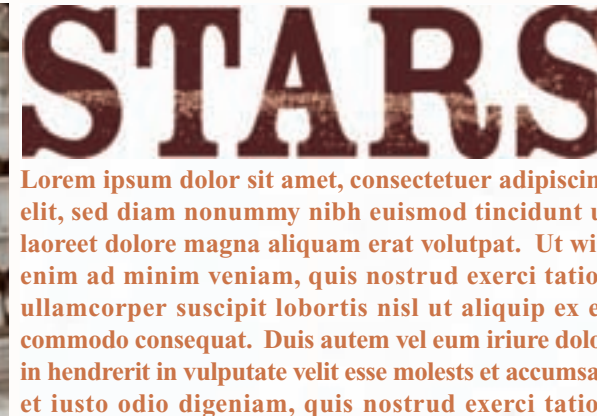 STARS
Lorem ipsum dolor sit amet, consectetuer adipiscin
elit, sed diam nonummy nibh euismod tincidunt u
laoreet dolore magna aliquam erat volutpat. Ut wi
enim ad minim veniam, quis nostrud exerci tatio
ullamcorper suscipit lobortis nisl ut aliquip ex e
commodo consequat. Duis autem vel eum iriure dolo
in hendrerit in vulputate velit esse molests et accumsa
et iusto odio digeniam, quis nostrud exerci tatio